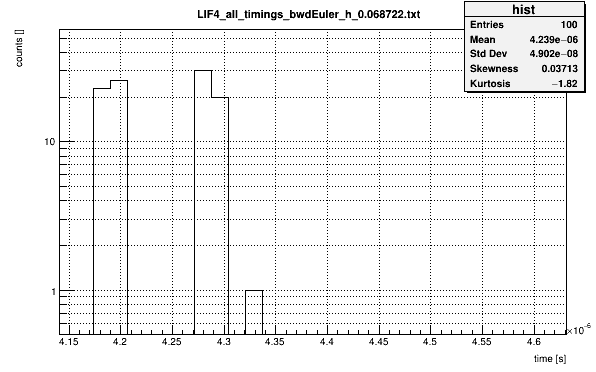 LIF4_all_timings_bwdEuler_h_0.068722.txt
hist
Entries 100
Mean 4.239e−06
Std Dev 4.902e−08
Skewness 0.03713
Kurtosis −1.82
counts []
10
1
4.15 4.2 4.25 4.3 4.35 4.4 4.45 4.5 4.55 4.6
×10−6
time [s]